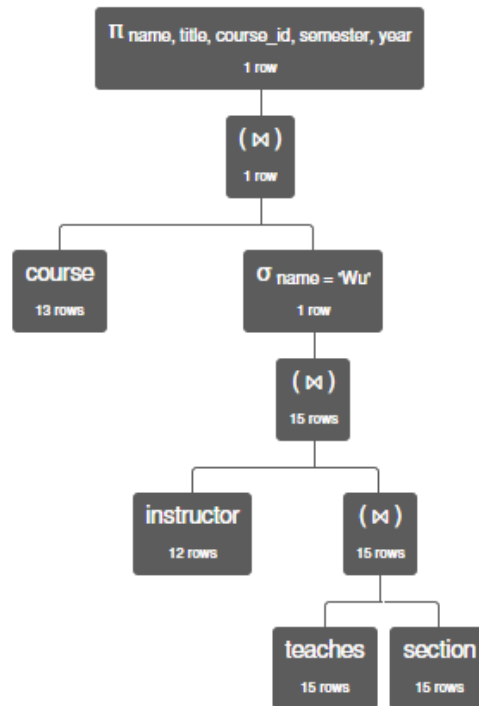 π name, title, course_id, semester, year
1 row
( ⋈ )
1 row
course
13 rows
σ name = 'Wu'
1 row
( ⋈ )
15 rows
instructor
12 rows
( ⋈ )
15 rows
teaches
15 rows
section
15 rows